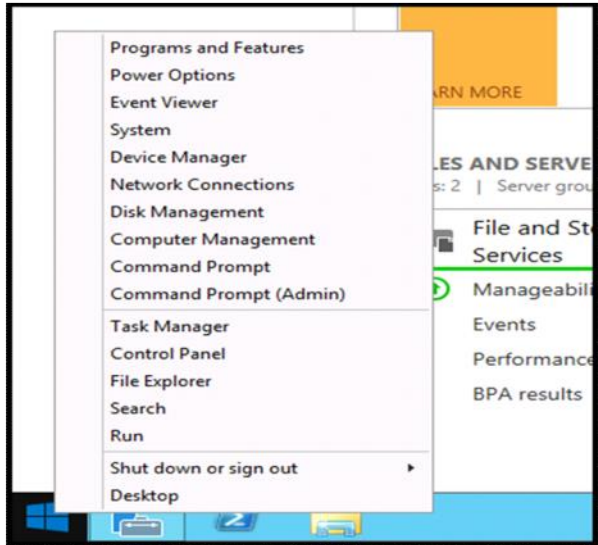 Programs and Features
Power Options
Event Viewer
System
Device Manager
Network Connections
Disk Management
Computer Management
Command Prompt
Command Prompt (Admin)
Task Manager
Control Panel
File Explorer
Search
Run
Shut down or sign out
Desktop
ARN MORE
LES AND SERVE
s: 2 | Server grou
File and Sto
Services
Manageabili
Events
Performance
BPA results